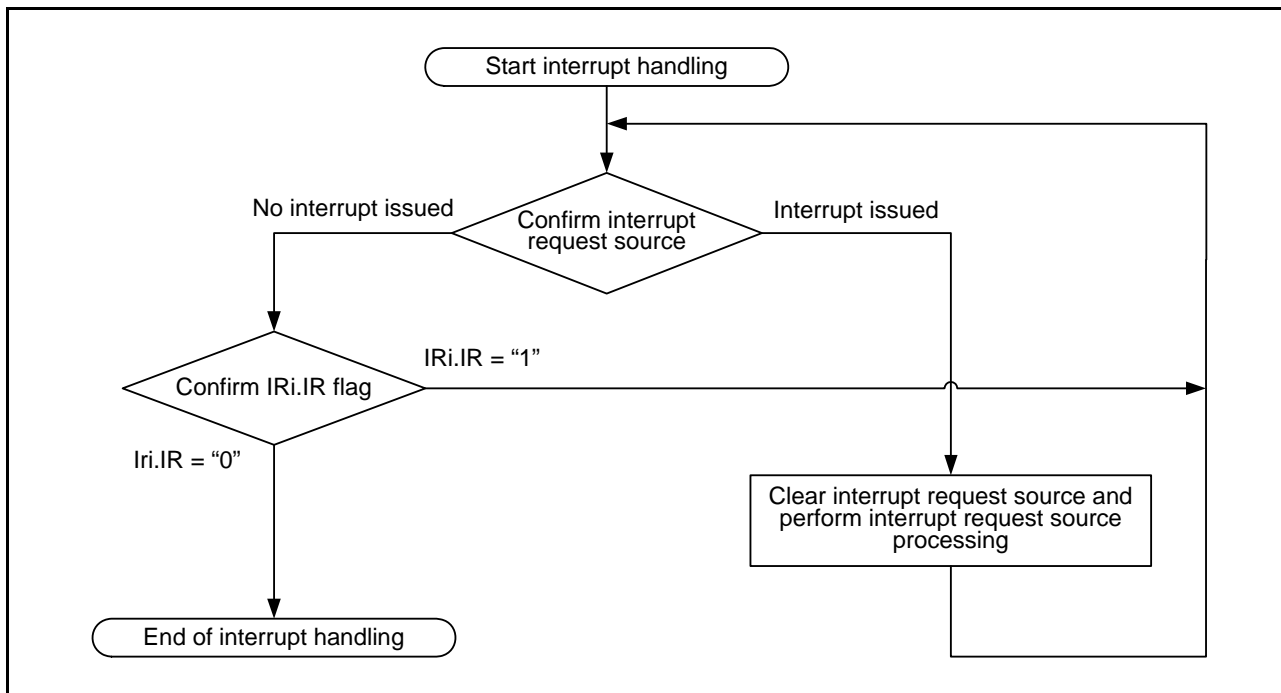 Start interrupt handling
No interrupt issued
Interrupt issued
Confirm interrupt
request source
IRi.IR = “1”
Confirm IRi.IR flag
Iri.IR = “0”
Clear interrupt request source and
perform interrupt request source
processing
End of interrupt handling